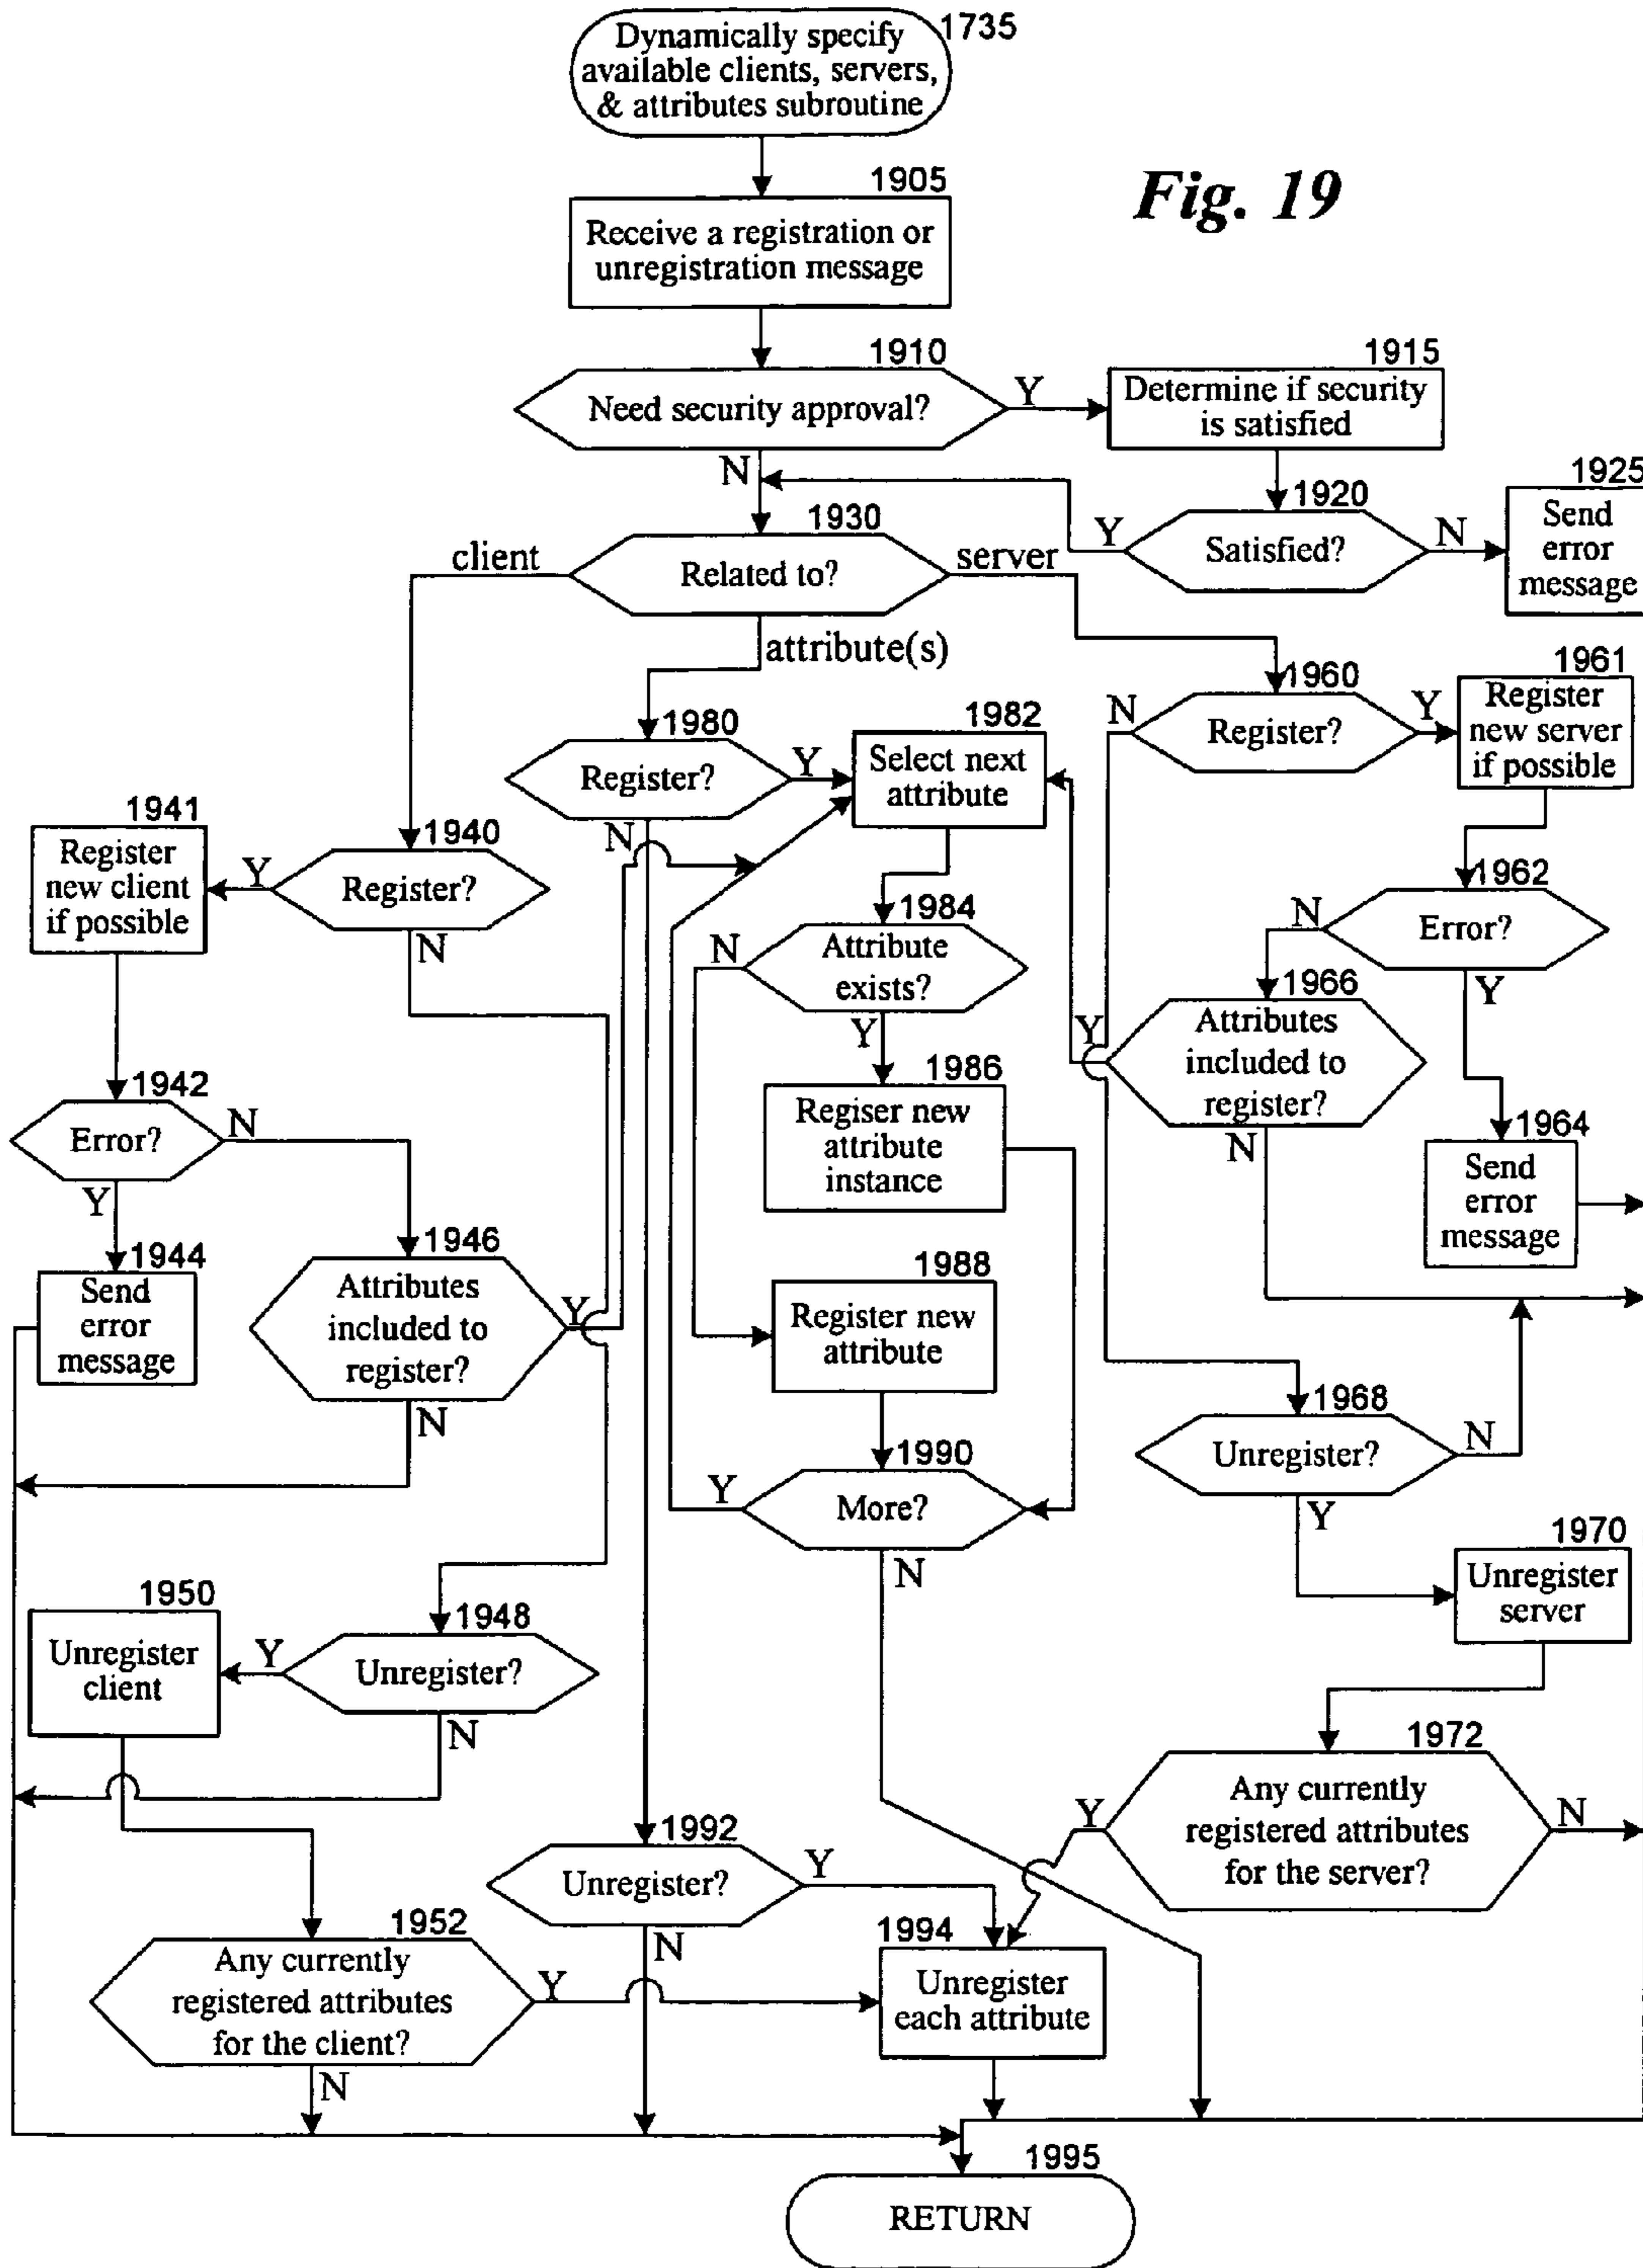 Dynamically specify
available clients, servers,
& attributes subroutine
1735
Fig. 19
1905
Receive a registration or
unregistration message
1910
Need security approval?
Y
N
1915
Determine if security
is satisfied
1920
Satisfied?
Y
N
1925
Send
error
message
1930
Related to?
client
server
attribute(s)
1960
Register?
N
Y
1961
Register
new server
if possible
1980
Register?
Y
N
1982
Select next
attribute
1941
Register
new client
if possible
1940
Register?
Y
N
1962
Error?
N
Y
1984
Attribute
exists?
N
Y
1966
Attributes
included to
register?
Y
N
1964
Send
error
message
1942
Error?
N
Y
1986
Regiser new
attribute
instance
1944
Send
error
message
1946
Attributes
included to
register?
Y
N
1988
Register new
attribute
1990
More?
Y
N
1968
Unregister?
N
Y
1970
Unregister
server
1950
Unregister
client
1948
Unregister?
Y
N
1972
Any currently
registered attributes
for the server?
Y
N
1992
Unregister?
Y
N
1952
Any currently
registered attributes
for the client?
Y
N
1994
Unregister
each attribute
1995
RETURN